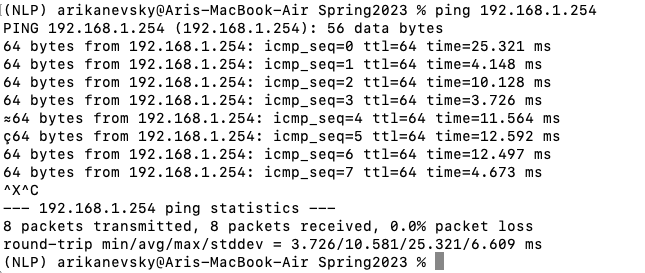 (NLP) arikanevsky@Aris-MacBook-Air Spring2023 % ping 192.168.1.254
PING 192.168.1.254 (192.168.1.254): 56 data bytes
64 bytes from 192.168.1.254: icmp_seq=0 ttl=64 time=25.321 ms
64 bytes from 192.168.1.254: icmp_seq=1 ttl=64 time=4.148 ms
64 bytes from 192.168.1.254: icmp_seq=2 ttl=64 time=10.128 ms
64 bytes from 192.168.1.254: icmp_seq=3 ttl=64 time=3.726 ms
≈64 bytes from 192.168.1.254: icmp_seq=4 ttl=64 time=11.564 ms
ç64 bytes from 192.168.1.254: icmp_seq=5 ttl=64 time=12.592 ms
64 bytes from 192.168.1.254: icmp_seq=6 ttl=64 time=12.497 ms
64 bytes from 192.168.1.254: icmp_seq=7 ttl=64 time=4.673 ms
^X^C
--- 192.168.1.254 ping statistics ---
8 packets transmitted, 8 packets received, 0.0% packet loss
round-trip min/avg/max/stddev = 3.726/10.581/25.321/6.609 ms
(NLP) arikanevsky@Aris-MacBook-Air Spring2023 %